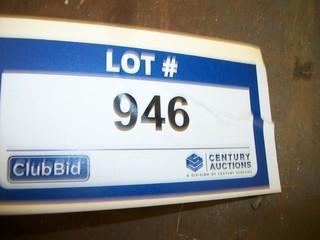 LOT #
946
ClubBid
CENTURY
AUCTIONS
A DIVISION OF CENTURY SERVICES